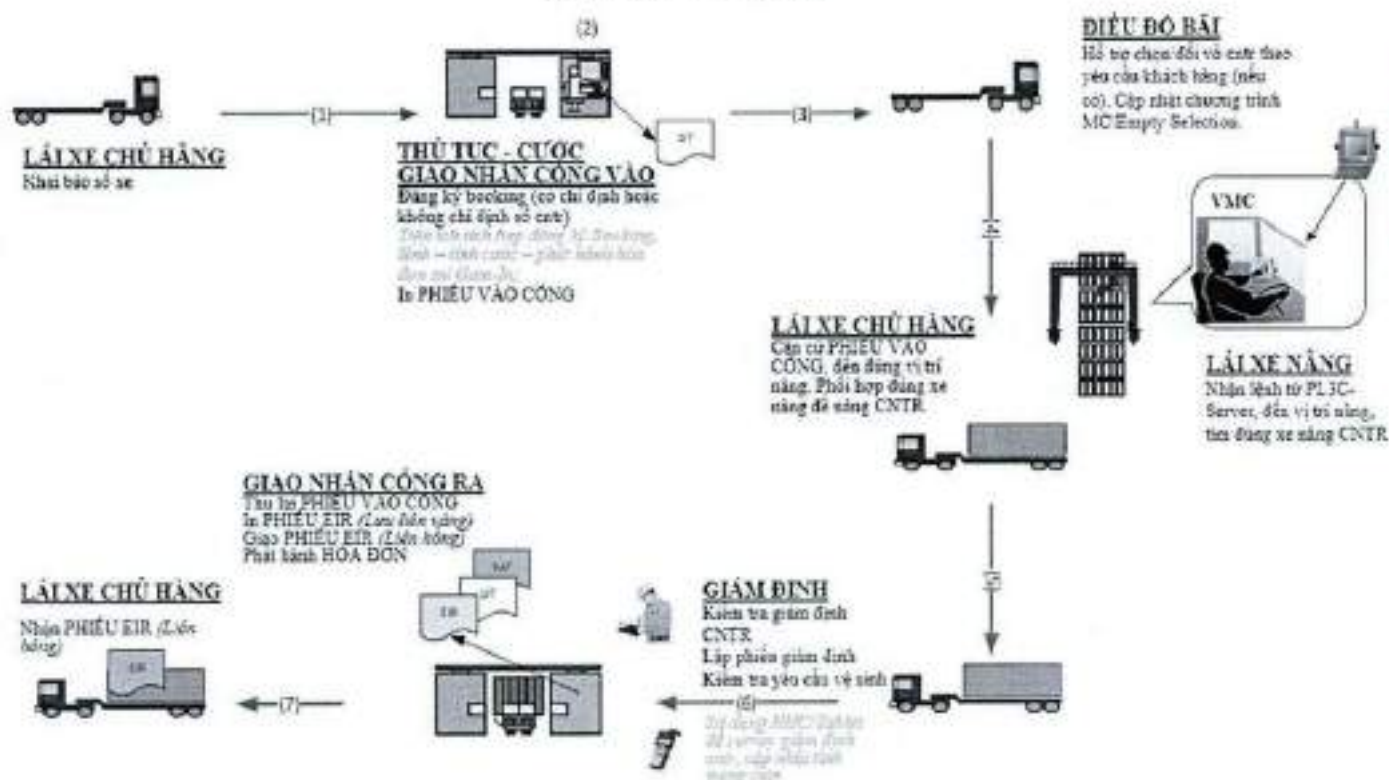 (2)
ĐIỀU ĐỘ BÃI
Hỗ trợ chọn đổi vỏ cntr theo
yêu cầu khách hàng (nếu
có). Cập nhật chương trình
MC Empty Selection.
(1)
(3)
LÁI XE CHỦ HÀNG
Khai báo số xe
THỦ TỤC - CƯỚC
GIAO NHẬN CỔNG VÀO
Đăng ký booking (có chỉ định hoặc
không chỉ định số cntr)
In PHIẾU VÀO CỔNG
(4)
VMC
LÁI XE CHỦ HÀNG
Căn cứ PHIẾU VÀO
CỔNG, đến đúng vị trí
nâng. Phối hợp đúng xe
nâng để nâng CNTR
LÁI XE NÂNG
Nhận lệnh từ PL3C-
Server, đến vị trí nâng,
tìm đúng xe nâng CNTR
GIAO NHẬN CỔNG RA
Thu lại PHIẾU VÀO CỔNG
In PHIẾU EIR (Lưu liên vàng)
Giao PHIẾU EIR (Liên hồng)
Phát hành HÓA ĐƠN
(5)
EIR
LÁI XE CHỦ HÀNG
Nhận PHIẾU EIR (Liên
hồng)
EIR
GIÁM ĐỊNH
Kiểm tra giám định
CNTR
Lập phiếu giám định
Kiểm tra yêu cầu vệ sinh
(6)
(7)